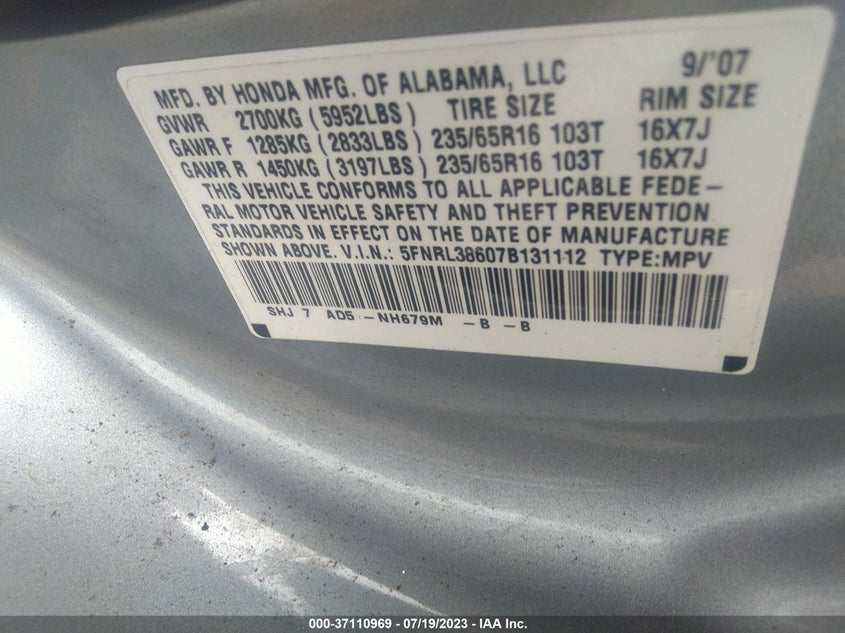 MFD. BY HONDA MFG. OF ALABAMA, LLC 9/'07
GVWR 2700KG (5952LBS) TIRE SIZE RIM SIZE
GAWR F 1285KG (2833LBS) 235/65R16 103T 16X7J
GAWR R 1450KG (3197LBS) 235/65R16 103T 16X7J
THIS VEHICLE CONFORMS TO ALL APPLICABLE FEDE-
RAL MOTOR VEHICLE SAFETY AND THEFT PREVENTION
STANDARDS IN EFFECT ON THE DATE OF MANUFACTURE
SHOWN ABOVE. V.I.N.: 5FNRL38607B131112 TYPE:MPV
SHJ 7 AD5 -NH679M -B -B
000-37110969 - 07/19/2023 - IAA Inc.